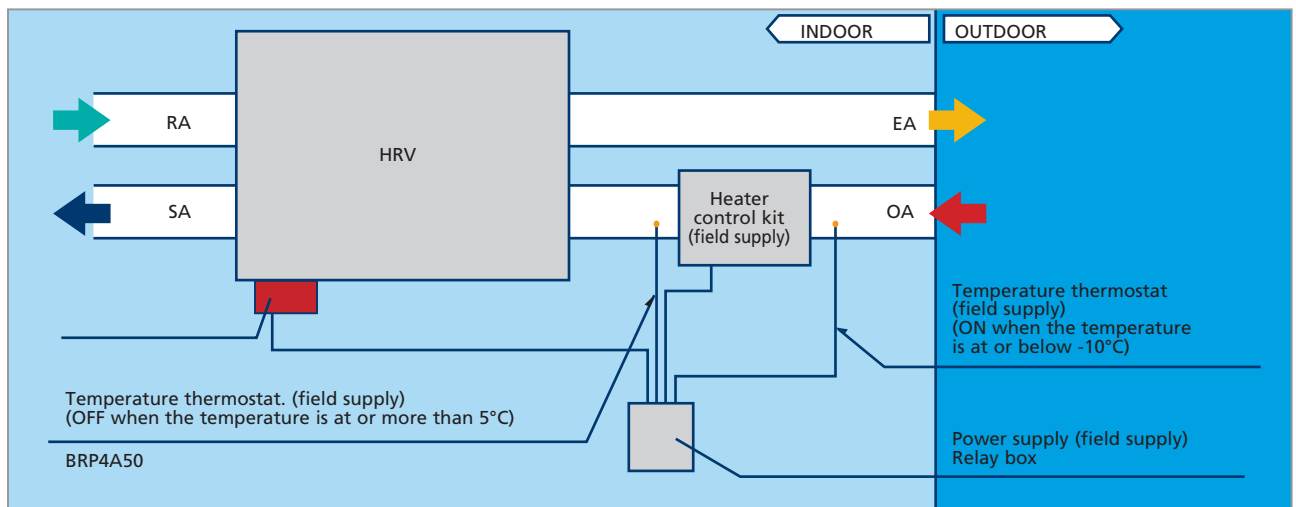 INDOOR
OUTDOOR
RA
HRV
EA
SA
Heater
control kit
(field supply)
OA
Temperature thermostat
(field supply)
(ON when the temperature
is at or below -10°C)
Temperature thermostat. (field supply)
(OFF when the temperature is at or more than 5°C)
BRP4A50
Power supply (field supply)
Relay box